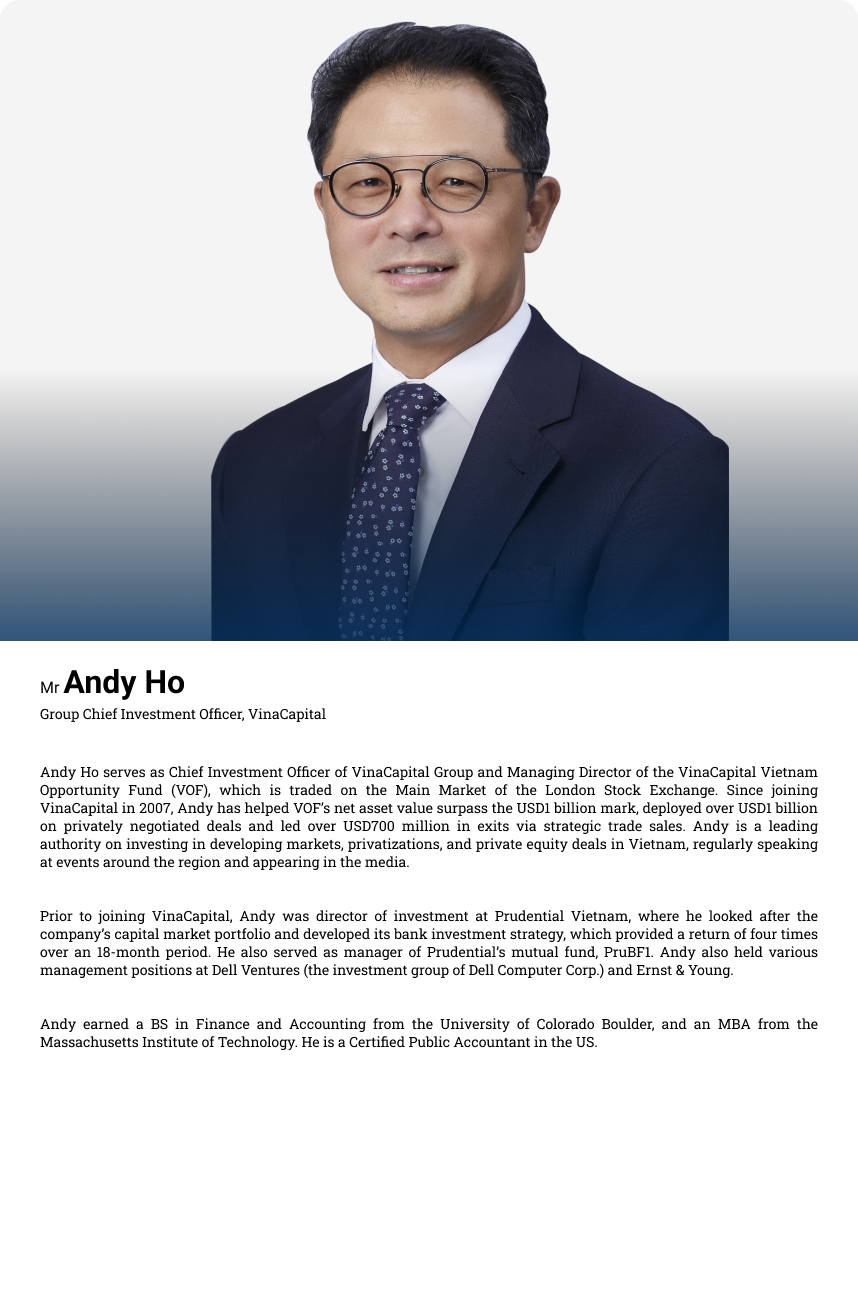 Mr Andy Ho
Group Chief Investment Officer, VinaCapital
Andy Ho serves as Chief Investment Officer of VinaCapital Group and Managing Director of the VinaCapital Vietnam
Opportunity Fund (VOF), which is traded on the Main Market of the London Stock Exchange. Since joining
VinaCapital in 2007, Andy has helped VOF’s net asset value surpass the USD1 billion mark, deployed over USD1 billion
on privately negotiated deals and led over USD700 million in exits via strategic trade sales. Andy is a leading
authority on investing in developing markets, privatizations, and private equity deals in Vietnam, regularly speaking
at events around the region and appearing in the media.
Prior to joining VinaCapital, Andy was director of investment at Prudential Vietnam, where he looked after the
company’s capital market portfolio and developed its bank investment strategy, which provided a return of four times
over an 18-month period. He also served as manager of Prudential’s mutual fund, PruBF1. Andy also held various
management positions at Dell Ventures (the investment group of Dell Computer Corp.) and Ernst & Young.
Andy earned a BS in Finance and Accounting from the University of Colorado Boulder, and an MBA from the
Massachusetts Institute of Technology. He is a Certified Public Accountant in the US.